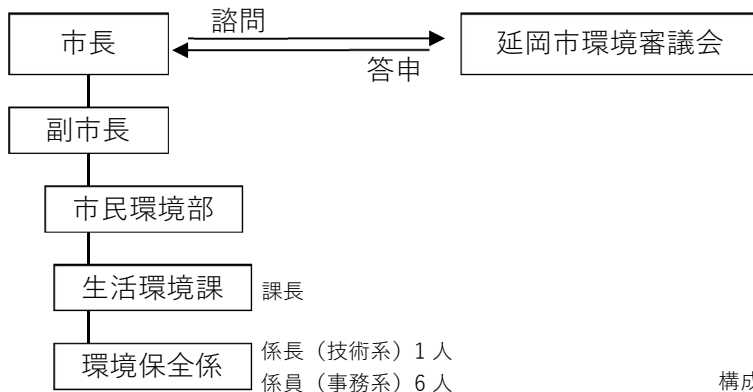 市長
諮問
答申
延岡市環境審議会
副市長
市民環境部
生活環境課
課長
環境保全係
係長（技術系）1人
係員（事務系）6人
構成